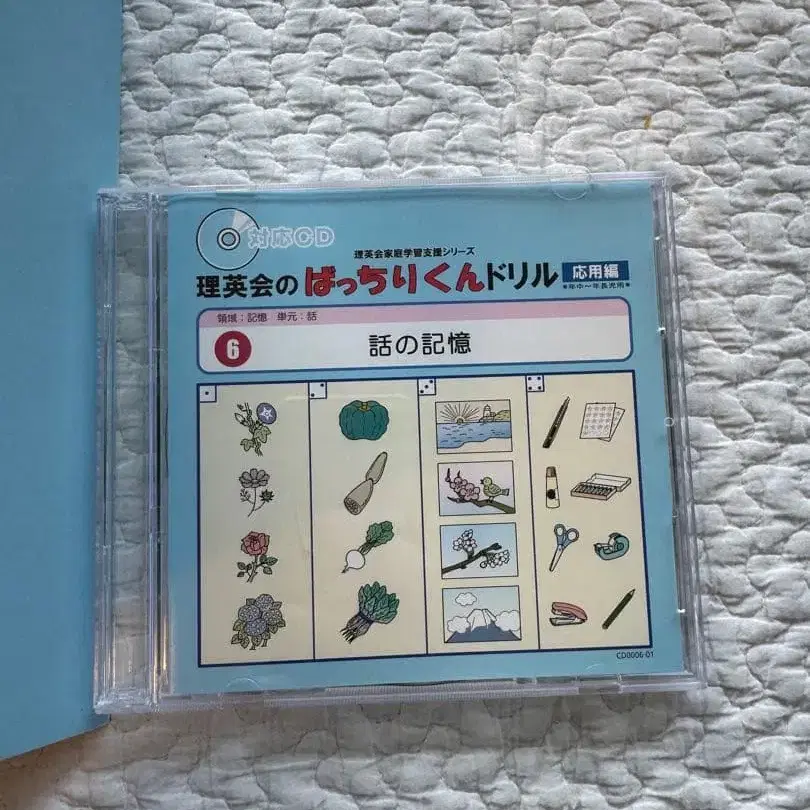 対応CD
理英会家庭学習支援シリーズ
理英会の ばっちりくんドリル 応用編
●年中〜年長児用●
領域：記憶 単元：話
6 話の記憶
CD0006-01